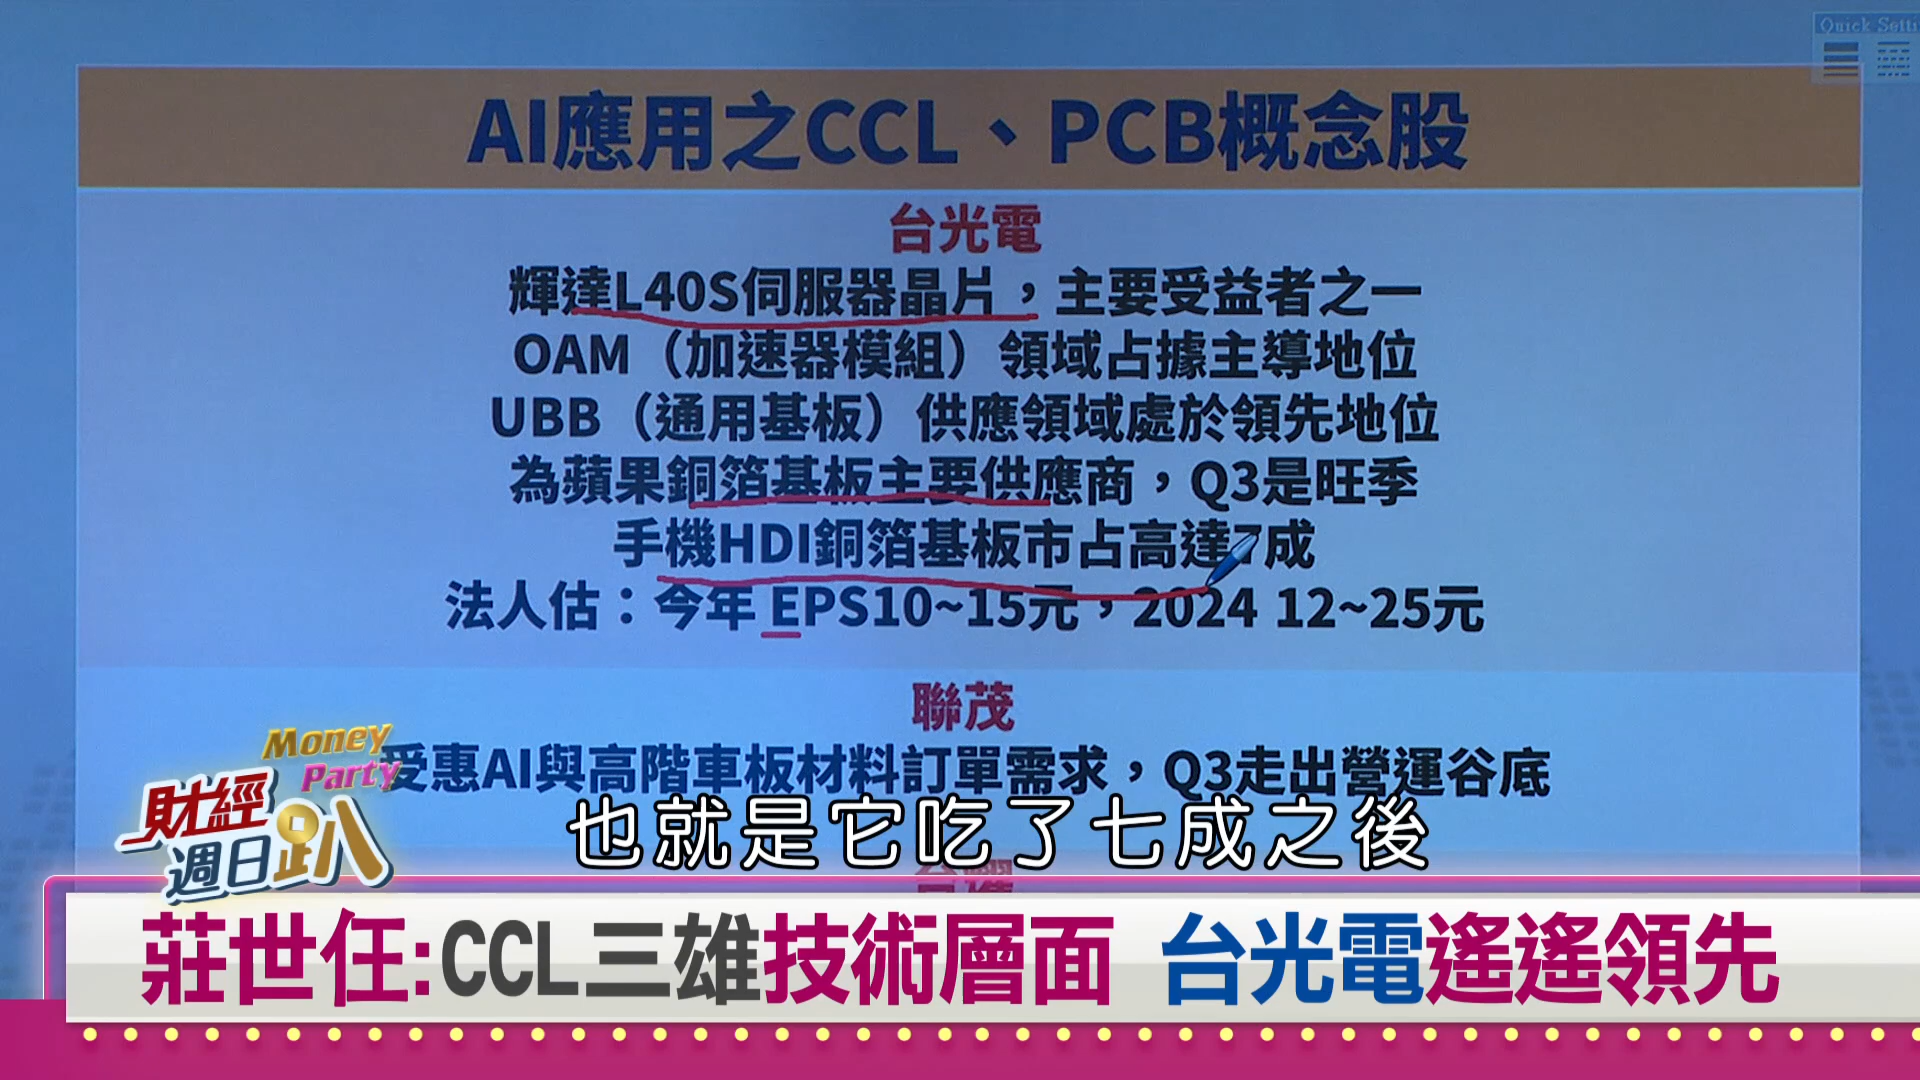 Quick Setti
AI應用之CCL、PCB概念股
台光電
輝達L40S伺服器晶片，主要受益者之一
OAM（加速器模組）領域占據主導地位
UBB（通用基板）供應領域處於領先地位
為蘋果銅箔基板主要供應商，Q3是旺季
手機HDI銅箔基板市占高達7成
法人估：今年 EPS10~15元，2024 12~25元
聯茂
受惠AI與高階車板材料訂單需求，Q3走出營運谷底
Money
Party
財經
週日趴
也就是它吃了七成之後
莊世任:CCL三雄技術層面 台光電遙遙領先